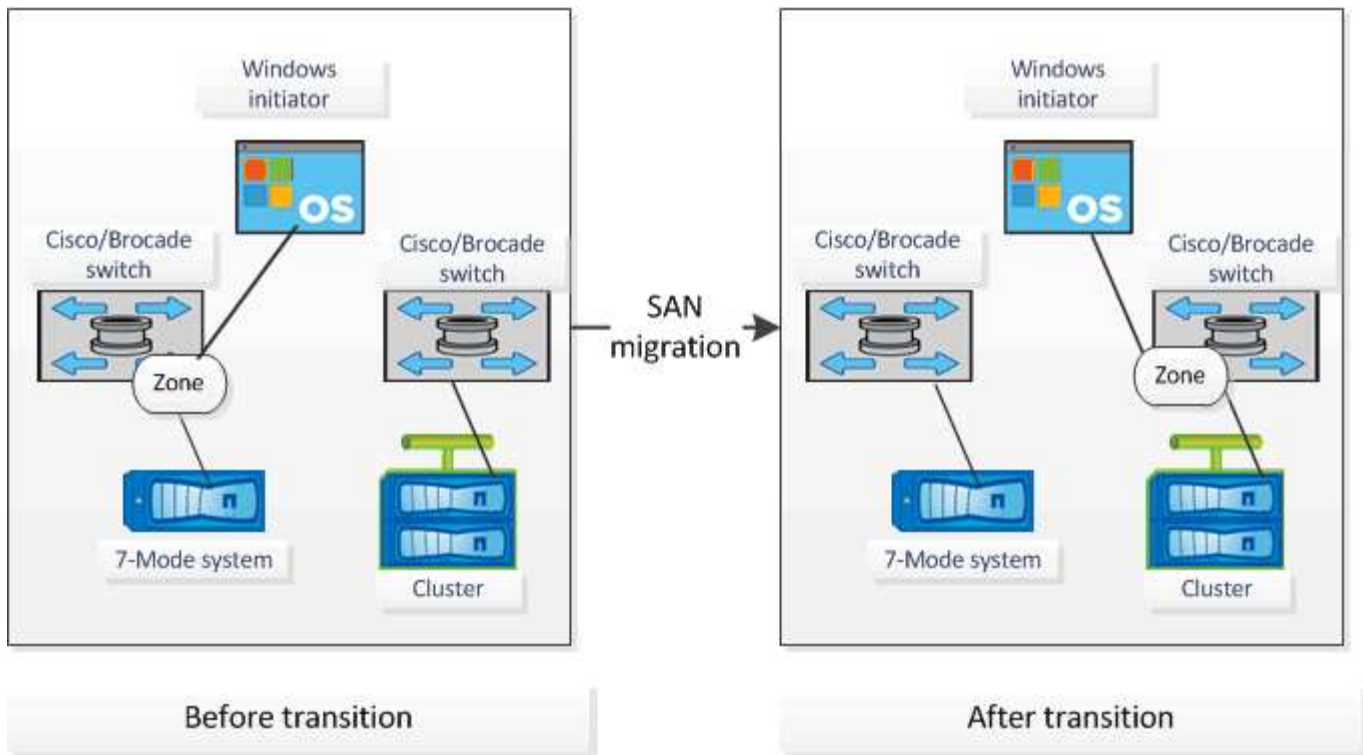 Windows
initiator
OS
Cisco/Brocade
switch
Cisco/Brocade
switch
Zone
n
7-Mode system
n
n
Cluster
SAN
migration
Windows
initiator
OS
Cisco/Brocade
switch
Cisco/Brocade
switch
Zone
n
7-Mode system
n
n
Cluster
Before transition
After transition